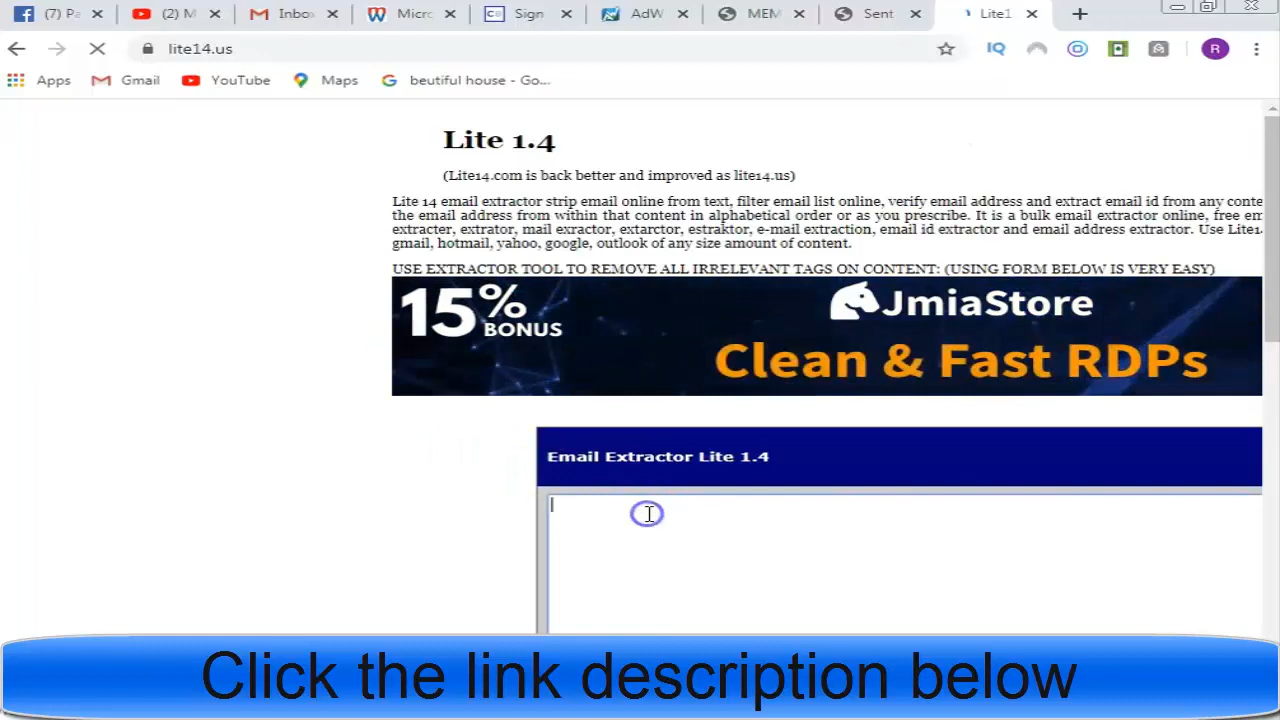 (7) Pa
(2) M
Inbo
Micro
Sign
AdW
MEM
Sent
Lite1
lite14.us
IQ
R
Apps
Gmail
YouTube
Maps
beutiful house - Go...
Lite 1.4
(Lite14.com is back better and improved as lite14.us)
Lite 14 email extractor strip email online from text, filter email list online, verify email address and extract email id from any conte
the email address from within that content in alphabetical order or as you prescribe. It is a bulk email extractor online, free em
extracter, extrator, mail exractor, extarctor, estraktor, e-mail extraction, email id extractor and email address extractor. Use Lite1.
gmail, hotmail, yahoo, google, outlook of any size amount of content.
USE EXTRACTOR TOOL TO REMOVE ALL IRRELEVANT TAGS ON CONTENT: (USING FORM BELOW IS VERY EASY)
15% BONUS
JmiaStore
Clean & Fast RDPs
Email Extractor Lite 1.4
Click the link description below